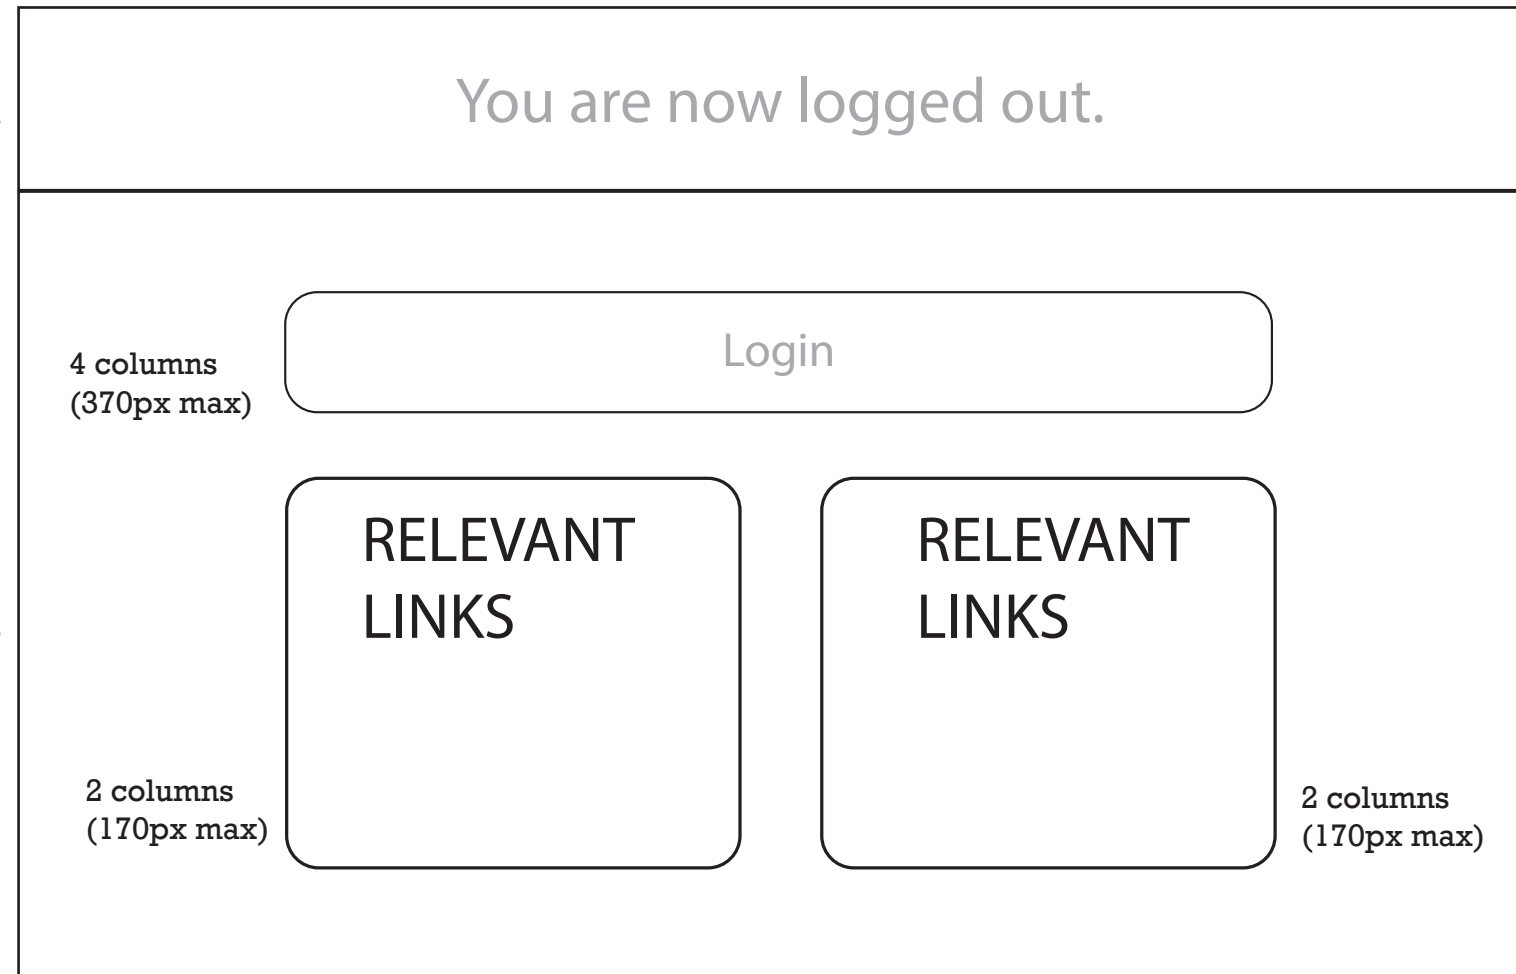 You are now logged out.
Login
4 columns
(370px max)
RELEVANT
LINKS
RELEVANT
LINKS
2 columns
(170px max)
2 columns
(170px max)